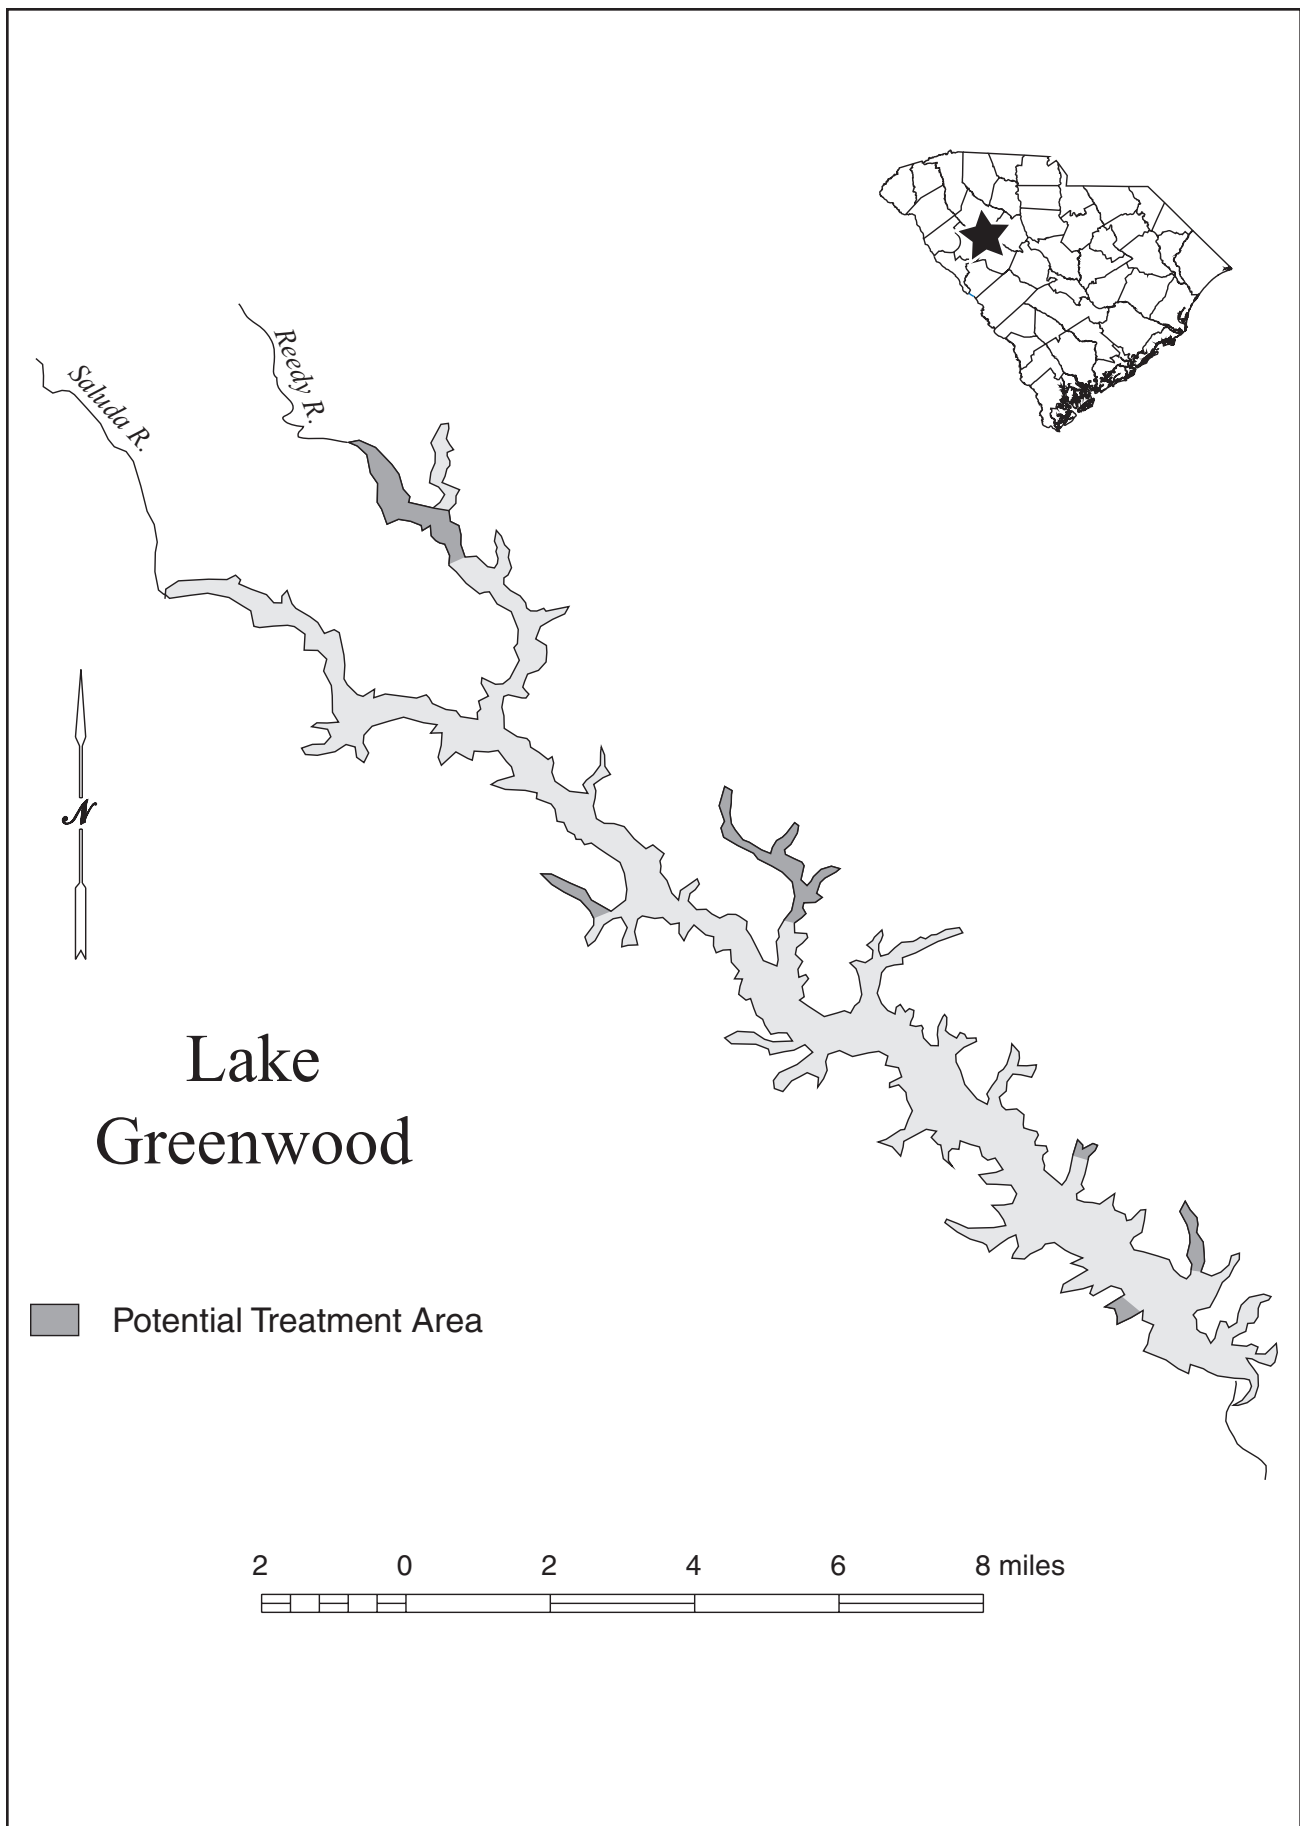 Reedy R.
Saluda R.
N
Lake
Greenwood
Potential Treatment Area
2 0 2 4 6 8 miles